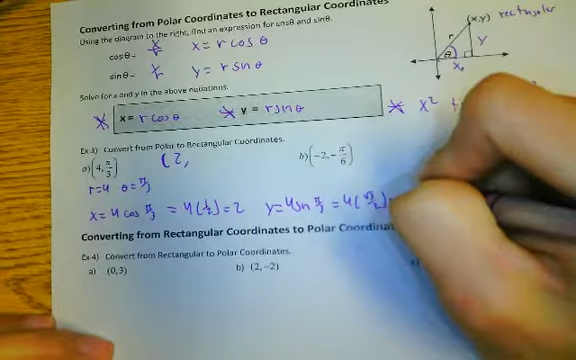 Converting from Polar Coordinates to Rectangular Coordinates
Using the diagram to the right, find an expression for cosθ and sinθ.
(x,y) rectangular
r
y
θ
x
cosθ = x/r x = r cos θ
sinθ = y/r y = r sin θ
Solve for x and y in the above equations.
* x = r cos θ * y = r sin θ
* x² +
Ex 3) Convert from Polar to Rectangular Coordinates.
a) (4, π/3) (2,
b) (-2, -π/6)
r=4 θ=π/3
x = 4 cos π/3 = 4(1/2) = 2 y = 4 sin π/3 = 4(√3/2) =
Converting from Rectangular Coordinates to Polar Coordinat
Ex 4) Convert from Rectangular to Polar Coordinates.
a) (0,3) b) (2,-2)